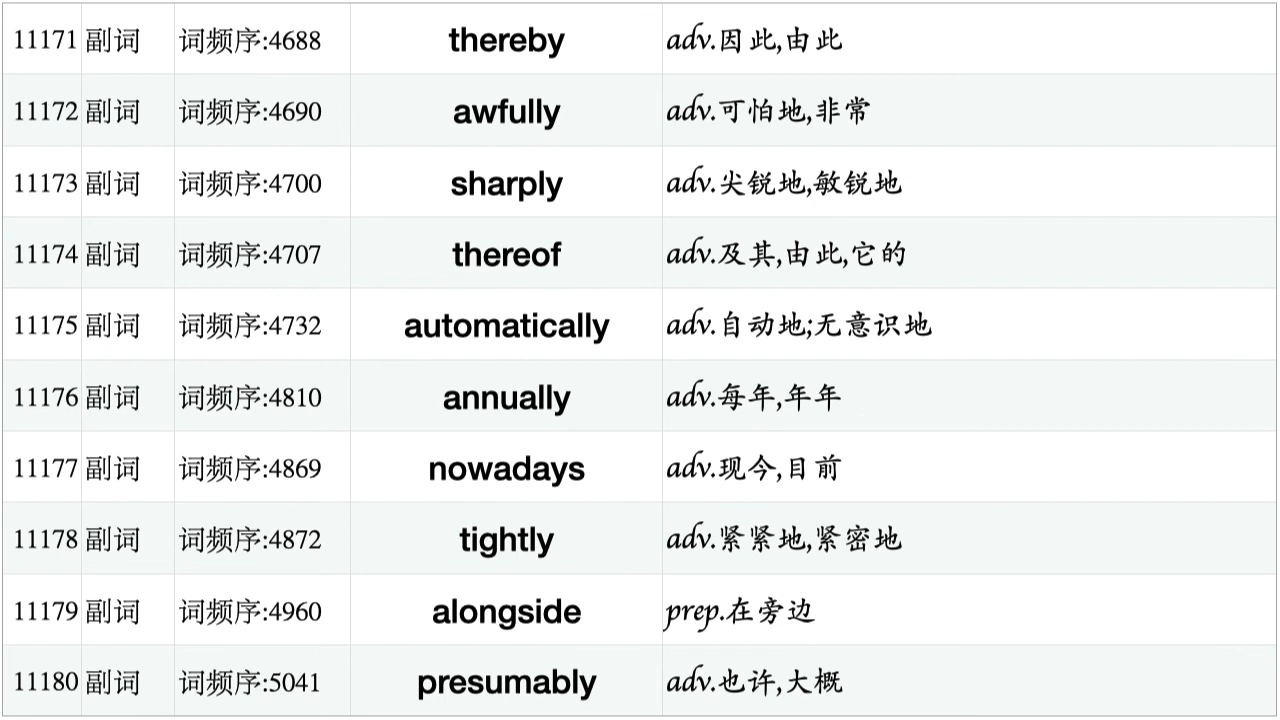 11171 副词 词频序:4688 thereby adv.因此,由此
11172 副词 词频序:4690 awfully adv.可怕地,非常
11173 副词 词频序:4700 sharply adv.尖锐地,敏锐地
11174 副词 词频序:4707 thereof adv.及其,由此,它的
11175 副词 词频序:4732 automatically adv.自动地;无意识地
11176 副词 词频序:4810 annually adv.每年,年年
11177 副词 词频序:4869 nowadays adv.现今,目前
11178 副词 词频序:4872 tightly adv.紧紧地,紧密地
11179 副词 词频序:4960 alongside prep.在旁边
11180 副词 词频序:5041 presumably adv.也许,大概